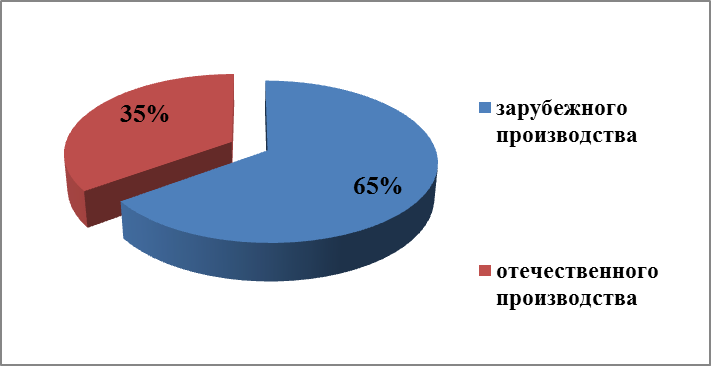 35%
65%
зарубежного
производства
отечественного
производства